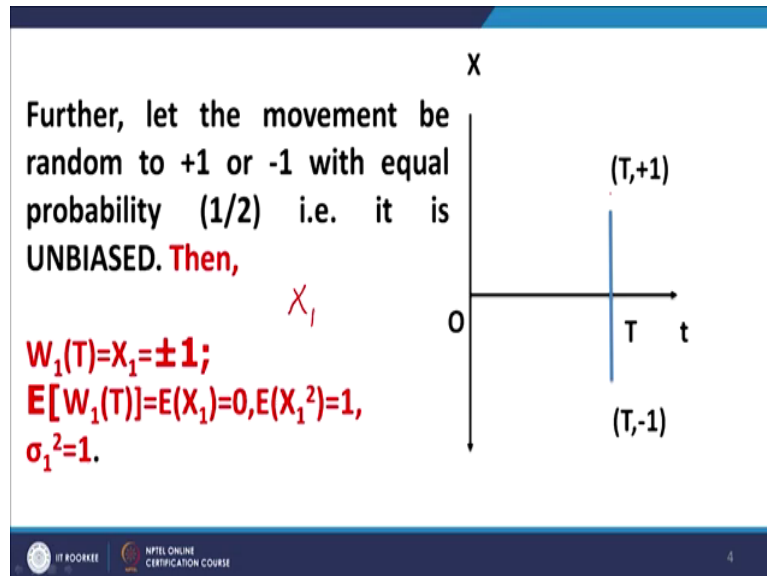 X
Further, let the movement be
random to +1 or -1 with equal
probability (1/2) i.e. it is
UNBIASED. Then,
X₁
W₁(T)=X₁=±1;
E[W₁(T)]=E(X₁)=0,E(X₁²)=1,
σ₁²=1.
(T,+1)
O
T
t
(T,-1)
IIT ROORKEE
NPTEL ONLINE
CERTIFICATION COURSE
4